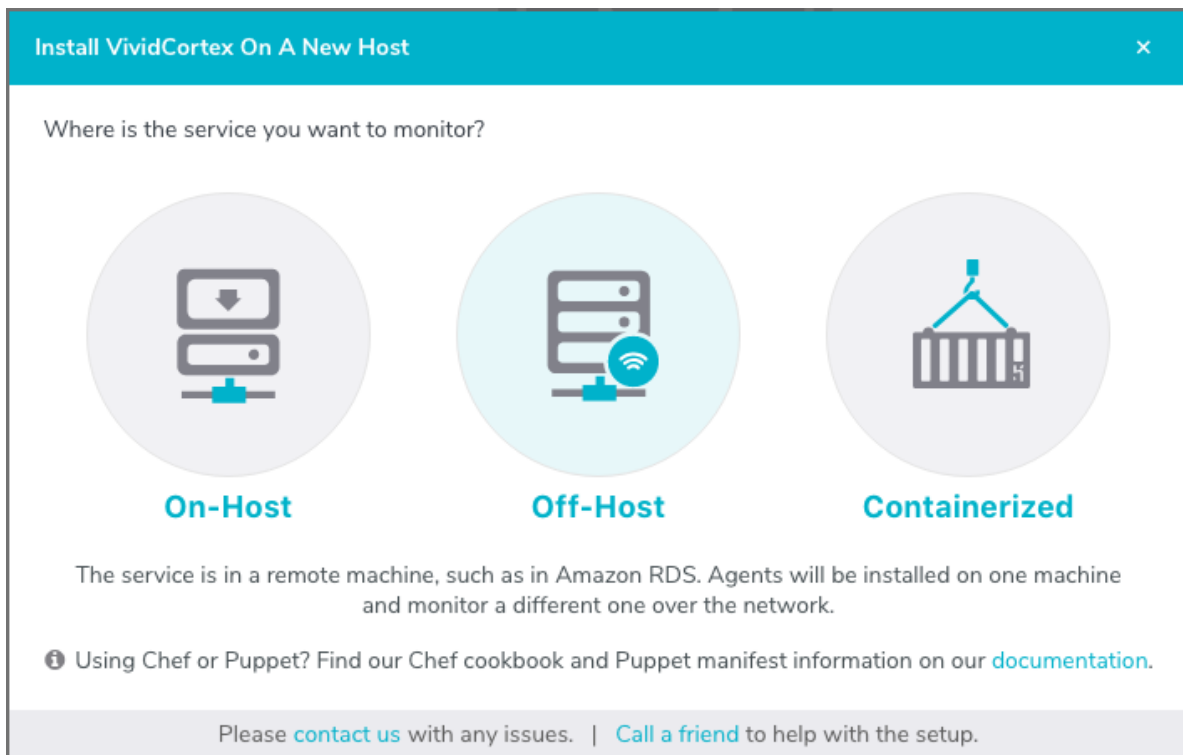 Install VividCortex On A New Host ×
Where is the service you want to monitor?
On-Host Off-Host Containerized
The service is in a remote machine, such as in Amazon RDS. Agents will be installed on one machine
and monitor a different one over the network.
Using Chef or Puppet? Find our Chef cookbook and Puppet manifest information on our documentation.
Please contact us with any issues. | Call a friend to help with the setup.